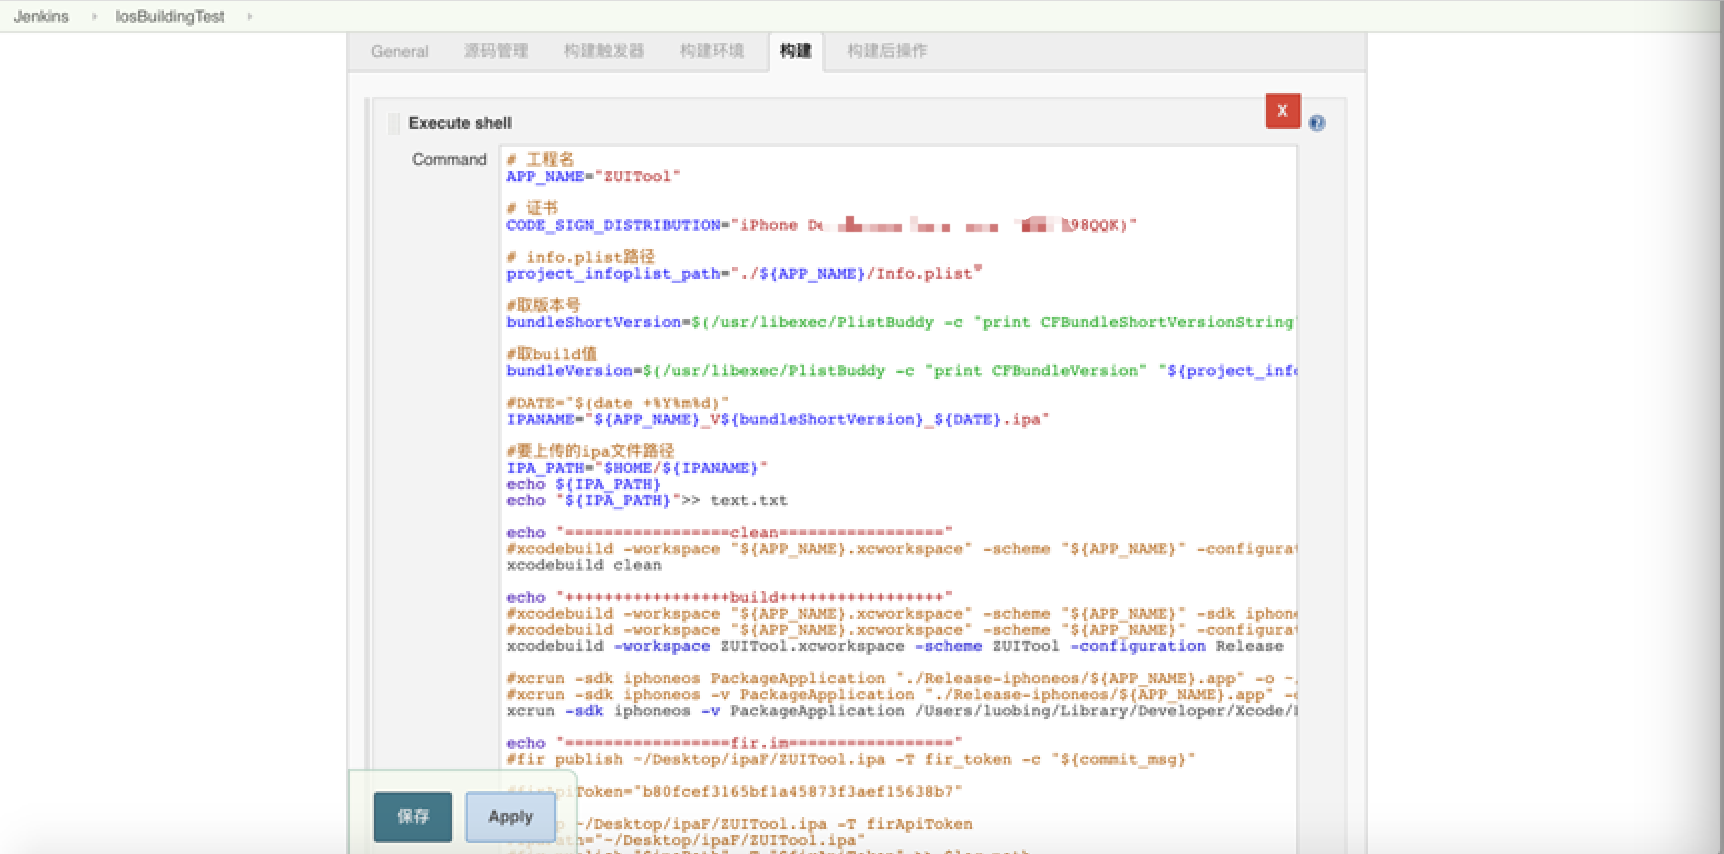 Jenkins
IosBuildingTest
General 源码管理 构建触发器 构建环境 构建 构建后操作
X
Execute shell
Command
# 工程名
APP_NAME="ZUITool"
# 证书
CODE_SIGN_DISTRIBUTION="iPhone De 98QQK)"
# info.plist路径
project_infoplist_path="./${APP_NAME}/Info.plist"
#取版本号
bundleShortVersion=$(/usr/libexec/PlistBuddy -c "print CFBundleShortVersionString"
#取build值
bundleVersion=$(/usr/libexec/PlistBuddy -c "print CFBundleVersion" "${project_info
#DATE="$(date +%Y%m%d)"
IPANAME="${APP_NAME}_V${bundleShortVersion}_${DATE}.ipa"
#要上传的ipa文件路径
IPA_PATH="$HOME/${IPANAME}"
echo ${IPA_PATH}
echo "${IPA_PATH}">> text.txt
echo "=================clean================="
#xcodebuild -workspace "${APP_NAME}.xcworkspace" -scheme "${APP_NAME}" -configurat
xcodebuild clean
echo "+++++++++++++++++build+++++++++++++++++"
#xcodebuild -workspace "${APP_NAME}.xcworkspace" -scheme "${APP_NAME}" -sdk iphone
#xcodebuild -workspace "${APP_NAME}.xcworkspace" -scheme "${APP_NAME}" -configurat
xcodebuild -workspace ZUITool.xcworkspace -scheme ZUITool -configuration Release
#xcrun -sdk iphoneos PackageApplication "./Release-iphoneos/${APP_NAME}.app" -o ~
#xcrun -sdk iphoneos -v PackageApplication "./Release-iphoneos/${APP_NAME}.app" -o
xcrun -sdk iphoneos -v PackageApplication /Users/luobing/Library/Developer/Xcode/
echo "=================fir.im================="
#fir publish ~/Desktop/ipaF/ZUITool.ipa -T fir_token -c "${commit_msg}"
#firApiToken="b80fcef3165bf1a45873f3aef15638b7"
~/Desktop/ipaF/ZUITool.ipa -T firApiToken
="~/Desktop/ipaF/ZUITool.ipa"
保存
Apply